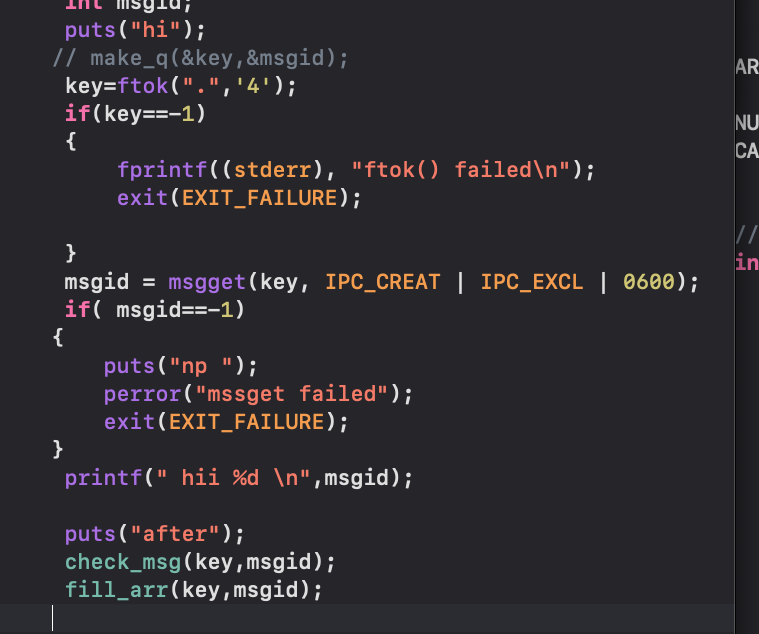 int msgid;
puts("hi");
// make_q(&key,&msgid);
key=ftok(".",'4');
if(key==-1)
{
fprintf((stderr), "ftok() failed\n");
exit(EXIT_FAILURE);
}
msgid = msgget(key, IPC_CREAT | IPC_EXCL | 0600);
if( msgid==-1)
{
puts("np ");
perror("mssget failed");
exit(EXIT_FAILURE);
}
printf(" hii %d \n",msgid);
puts("after");
check_msg(key,msgid);
fill_arr(key,msgid);
AR
NU
CA
//
in